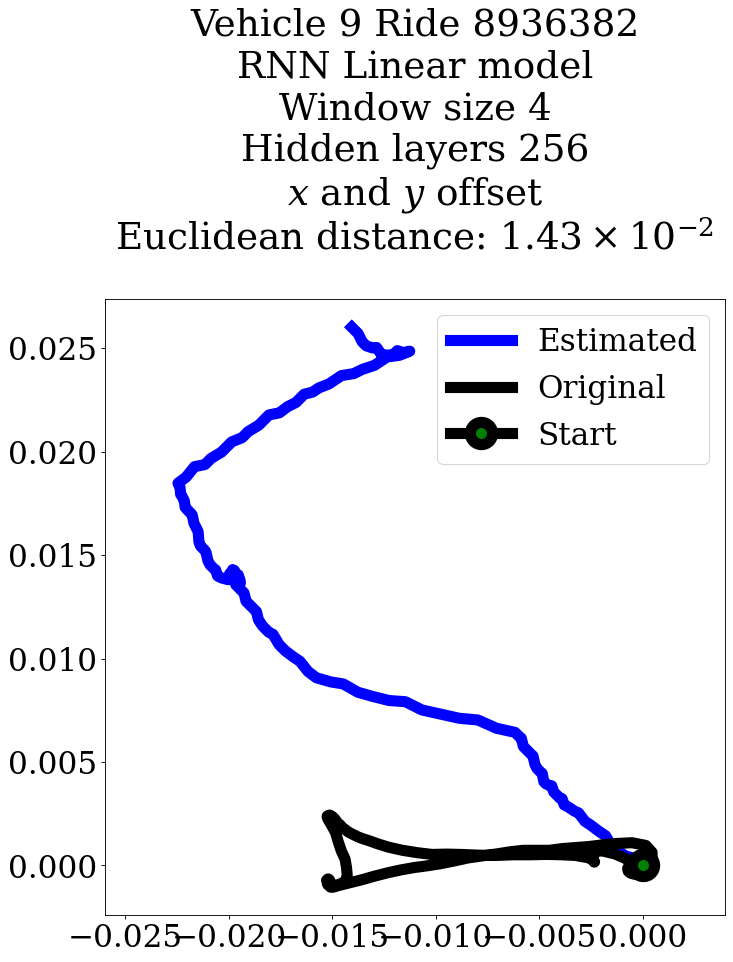 Vehicle 9 Ride 8936382
RNN Linear model
Window size 4
Hidden layers 256
x and y offset
Euclidean distance: 1.43 × 10⁻²
Estimated
Original
Start
0.025
0.020
0.015
0.010
0.005
0.000
−0.025 −0.020 −0.015 −0.010 −0.005 0.000